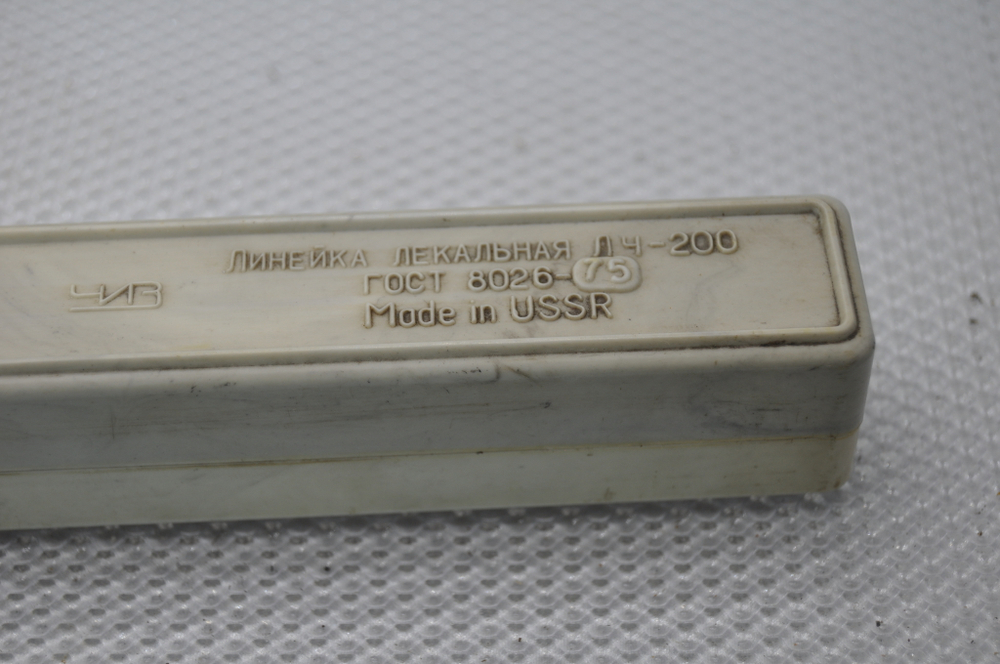 ЛИНЕЙКА ЛЕКАЛЬНАЯ ЛЧ-200
ЧИЗ
ГОСТ 8026-75
Made in USSR